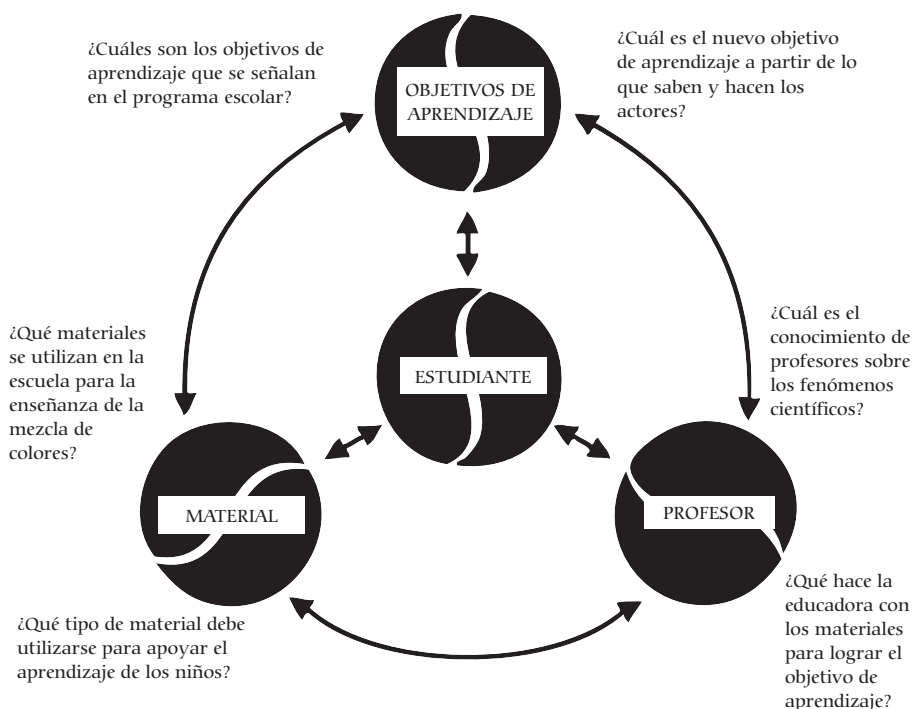 ¿Cuáles son los objetivos de
aprendizaje que se señalan
en el programa escolar?
¿Cuál es el nuevo objetivo
de aprendizaje a partir de lo
que saben y hacen los
actores?
OBJETIVOS DE
APRENDIZAJE
¿Qué materiales
se utilizan en la
escuela para la
enseñanza de la
mezcla de
colores?
ESTUDIANTE
¿Cuál es el
conocimiento de
profesores sobre
los fenómenos
científicos?
MATERIAL
PROFESOR
¿Qué tipo de material debe
utilizarse para apoyar el
aprendizaje de los niños?
¿Qué hace la
educadora con
los materiales
para lograr el
objetivo de
aprendizaje?